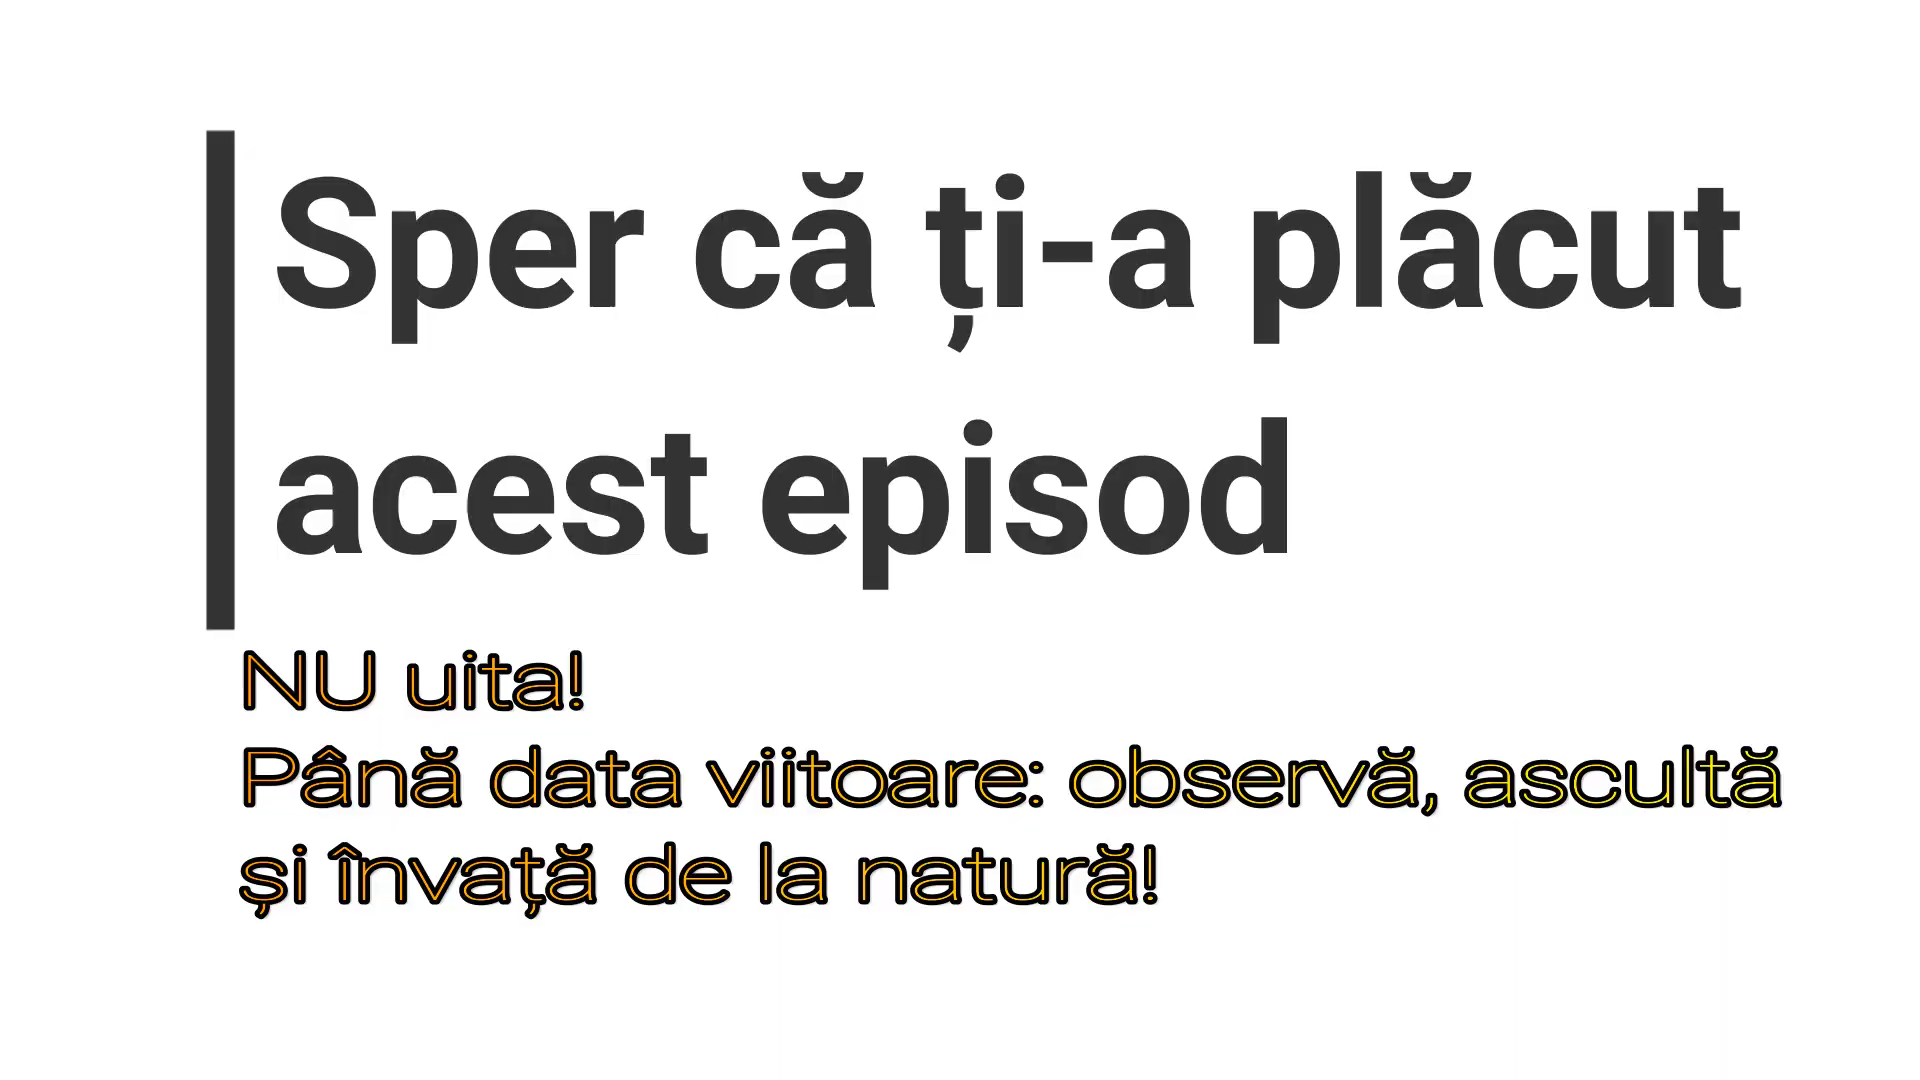 Sper că ți-a plăcut
acest episod
NU uita!
Până data viitoare: observă, ascultă
și învață de la natură!